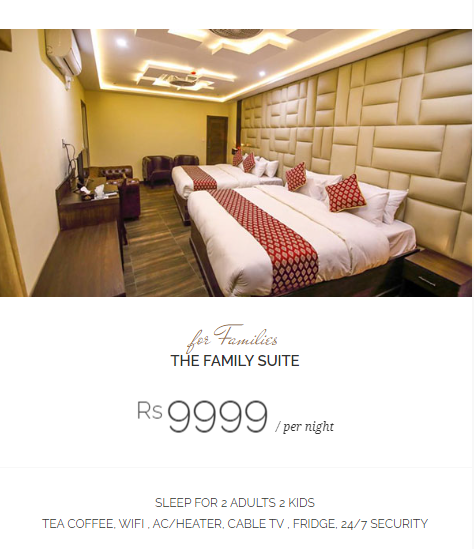 for Families
THE FAMILY SUITE
Rs 9999 / per night
SLEEP FOR 2 ADULTS 2 KIDS
TEA COFFEE, WIFI , AC/HEATER, CABLE TV , FRIDGE, 24/7 SECURITY